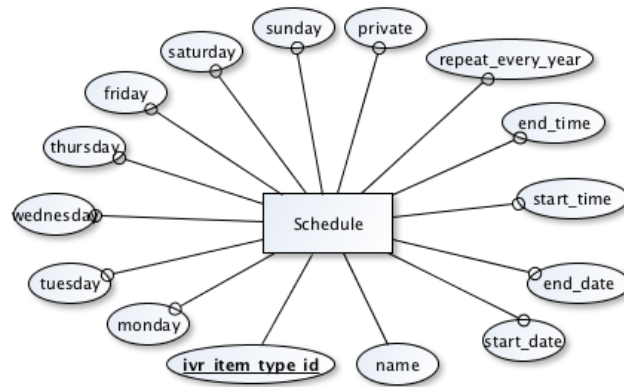 sunday
private
saturday
repeat_every_year
friday
end_time
thursday
start_time
wednesday
Schedule
tuesday
end_date
monday
start_date
ivr_item_type_id
name